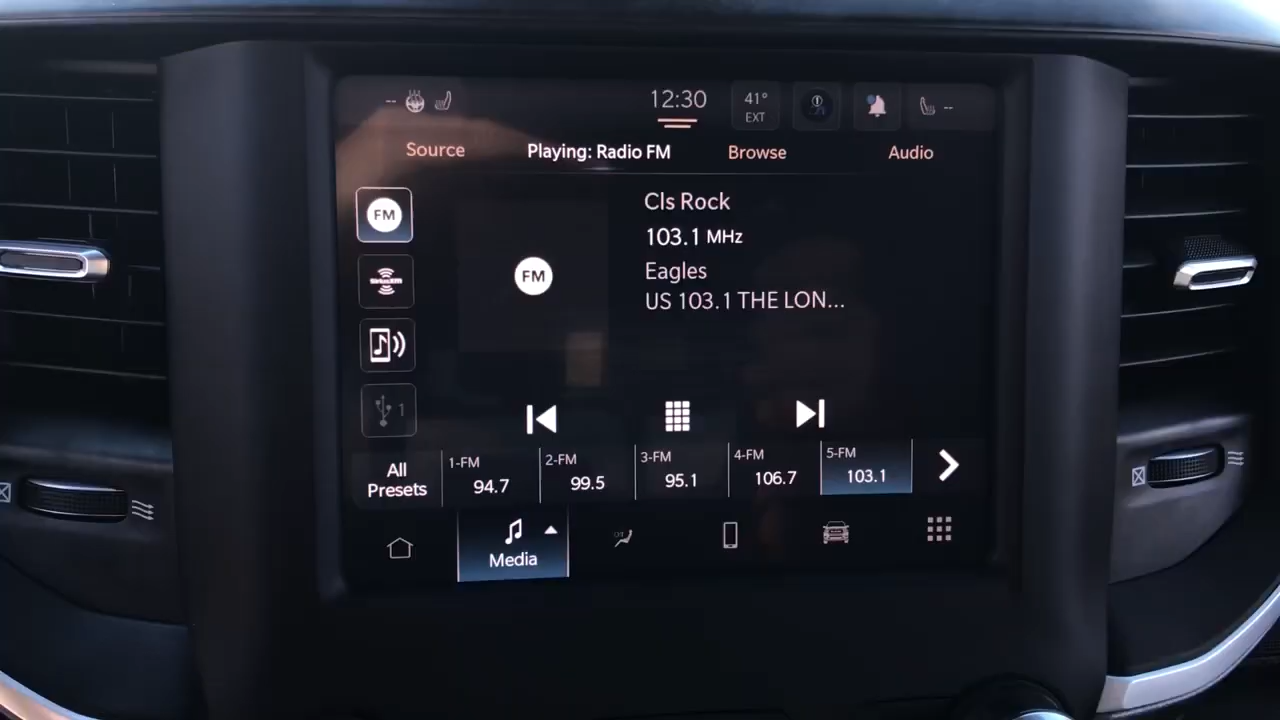 -- 12:30 41° EXT --
Source Playing: Radio FM Browse Audio
FM
SiriusXM
1
FM
Cls Rock
103.1 MHz
Eagles
US 103.1 THE LON...
All Presets
1-FM 94.7
2-FM 99.5
3-FM 95.1
4-FM 106.7
5-FM 103.1
Media